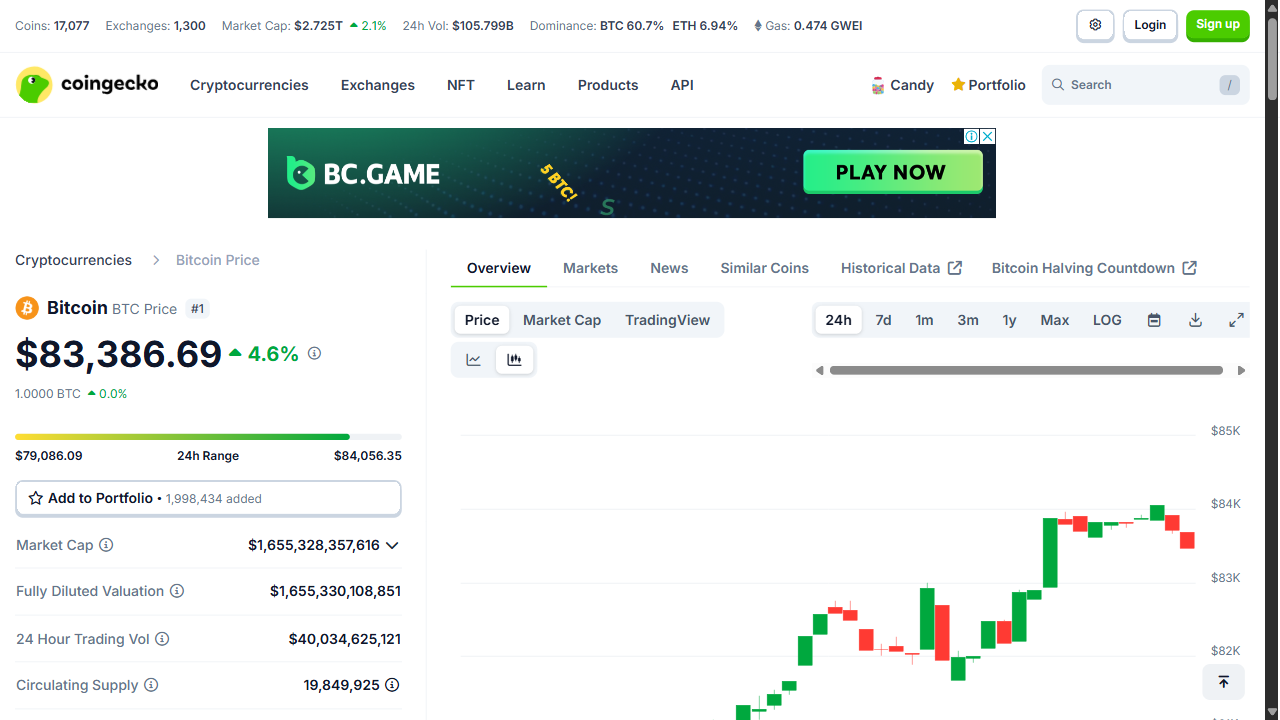 Coins: 17,077 Exchanges: 1,300 Market Cap: $2.725T 2.1% 24h Vol: $105.799B Dominance: BTC 60.7% ETH 6.94% Gas: 0.474 GWEI Login Sign up
coingecko Cryptocurrencies Exchanges NFT Learn Products API Candy Portfolio Search /
BC.GAME 5 BTC! S PLAY NOW
Cryptocurrencies Bitcoin Price
Overview Markets News Similar Coins Historical Data Bitcoin Halving Countdown
Bitcoin BTC Price #1
Price Market Cap TradingView 24h 7d 1m 3m 1y Max LOG
$83,386.69 4.6%
1.0000 BTC 0.0%
$79,086.09 24h Range $84,056.35
Add to Portfolio • 1,998,434 added
Market Cap $1,655,328,357,616
Fully Diluted Valuation $1,655,330,108,851
24 Hour Trading Vol $40,034,625,121
Circulating Supply 19,849,925
$85K
$84K
$83K
$82K